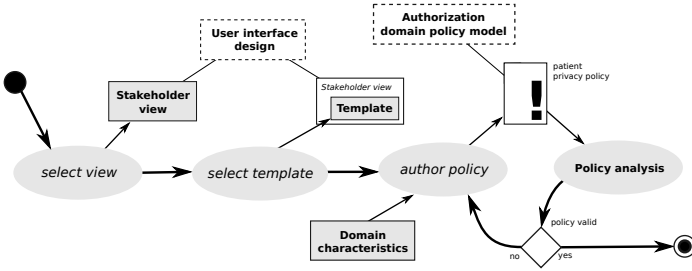 Authorization
domain policy model
User interface
design
patient
privacy policy
!
Stakeholder
view
Stakeholder view
Template
select view
select template
author policy
Policy analysis
Domain
characteristics
policy valid
no
yes